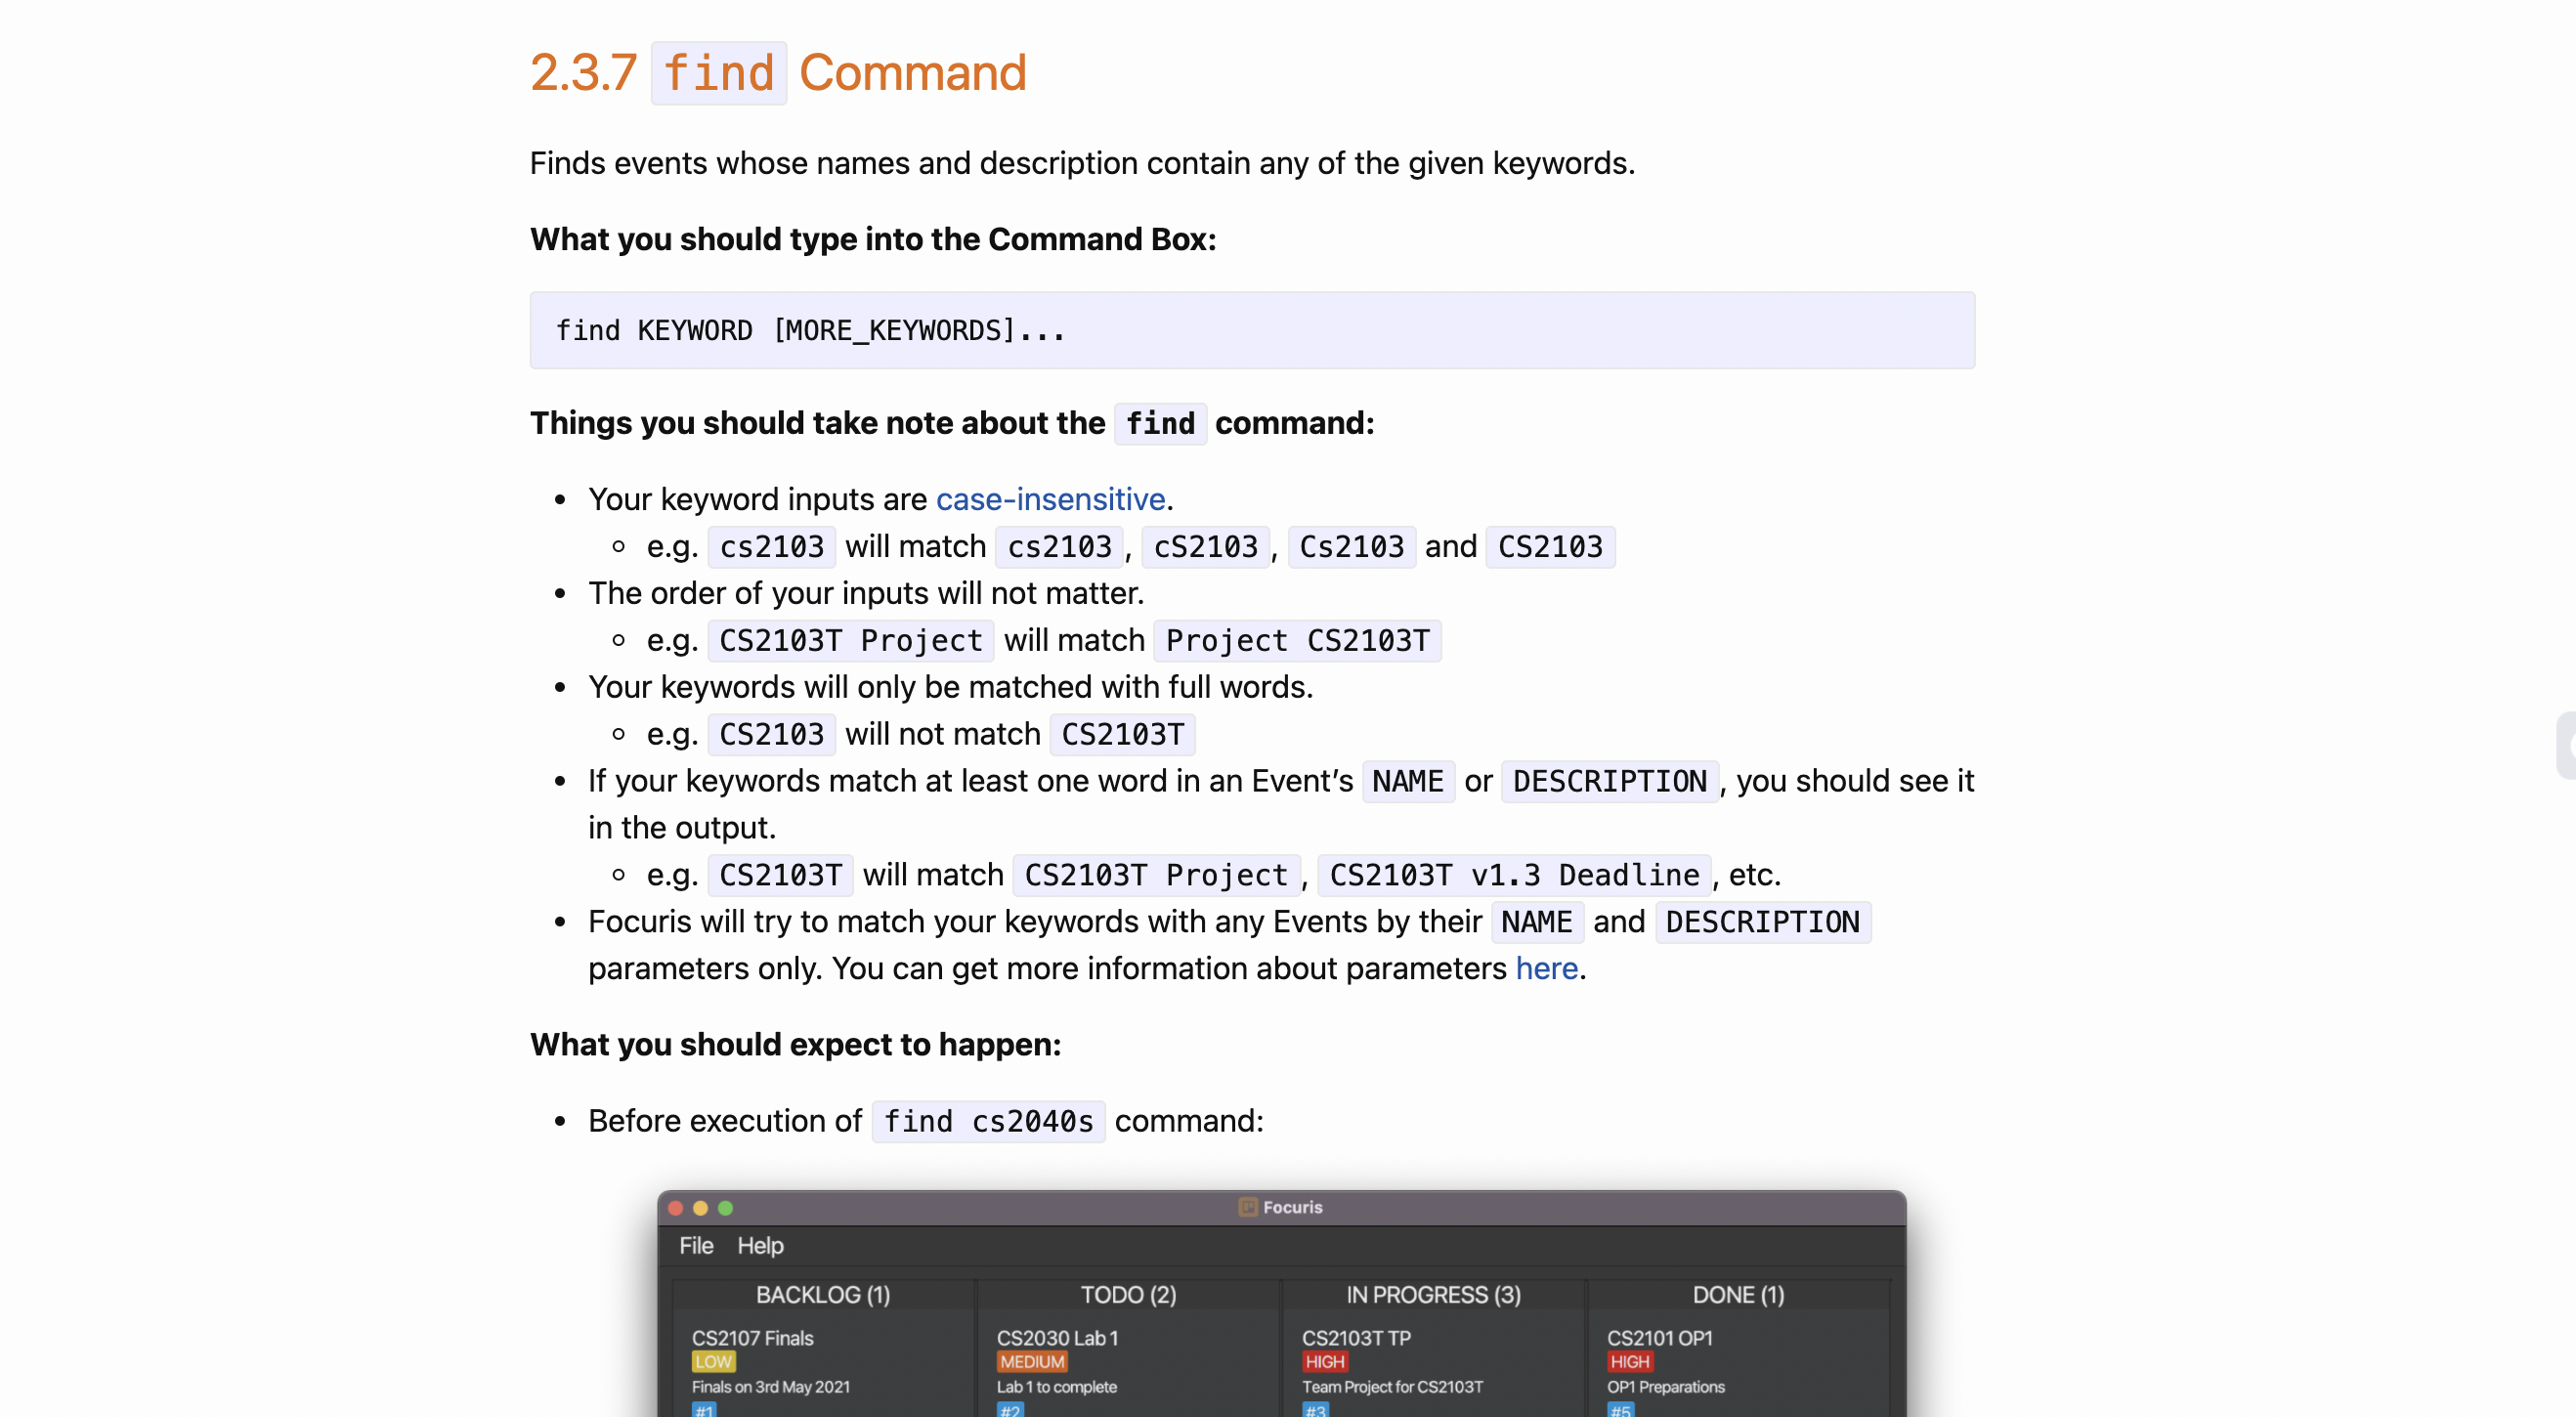 2.3.7 find Command
Finds events whose names and description contain any of the given keywords.
What you should type into the Command Box:
find KEYWORD [MORE_KEYWORDS]...
Things you should take note about the find command:
• Your keyword inputs are case-insensitive.
◦ e.g. cs2103 will match cs2103, cS2103, Cs2103 and CS2103
• The order of your inputs will not matter.
◦ e.g. CS2103T Project will match Project CS2103T
• Your keywords will only be matched with full words.
◦ e.g. CS2103 will not match CS2103T
• If your keywords match at least one word in an Event’s NAME or DESCRIPTION, you should see it
in the output.
◦ e.g. CS2103T will match CS2103T Project, CS2103T v1.3 Deadline, etc.
• Focuris will try to match your keywords with any Events by their NAME and DESCRIPTION
parameters only. You can get more information about parameters here.
What you should expect to happen:
• Before execution of find cs2040s command:
Focuris
File Help
BACKLOG (1) TODO (2) IN PROGRESS (3) DONE (1)
CS2107 Finals CS2030 Lab 1 CS2103T TP CS2101 OP1
LOW MEDIUM HIGH HIGH
Finals on 3rd May 2021 Lab 1 to complete Team Project for CS2103T OP1 Preparations
#1 #2 #3 #5